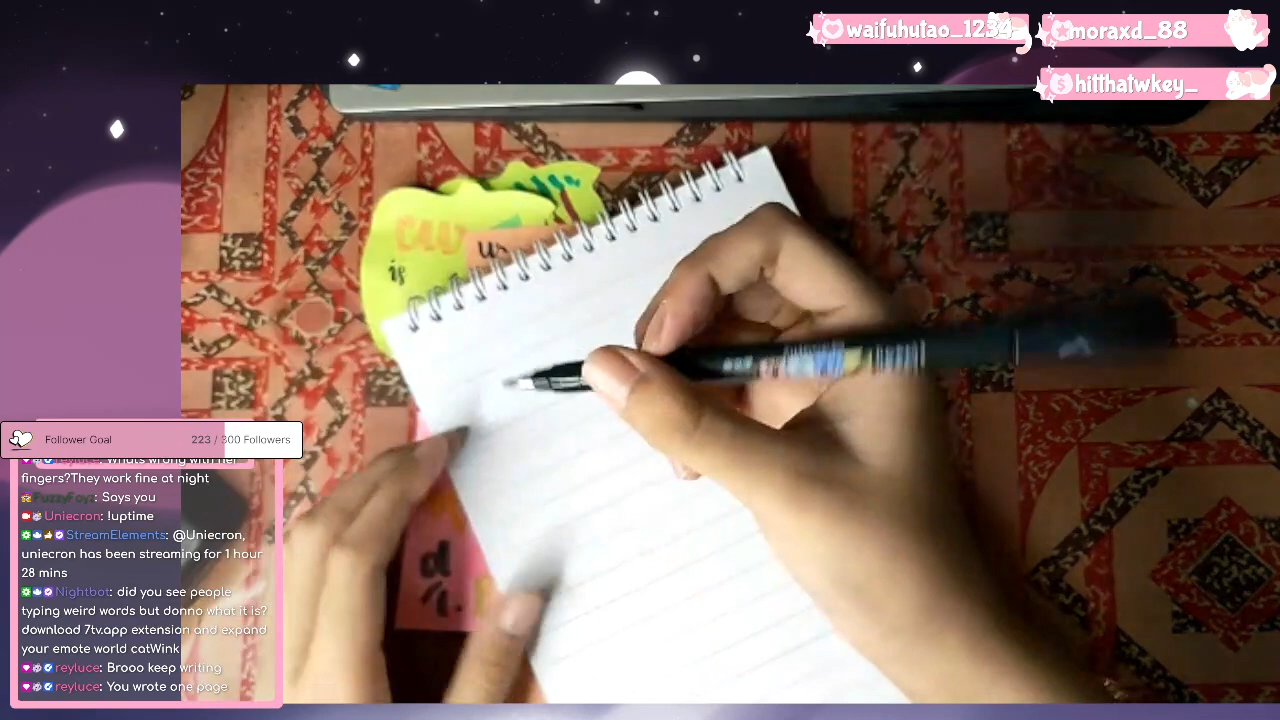 waifuhutao_1234
moraxd_88
hitthatwkey_
is
us
Follower Goal
223 / 300 Followers
reyluce: Whats wrong with her
fingers?They work fine at night
: Says you
Uniecron: !uptime
StreamElements: @Uniecron,
uniecron has been streaming for 1 hour
28 mins
Nightbot: did you see people
typing weird words but donno what it is?
download 7tv.app extension and expand
your emote world catWink
reyluce: Brooo keep writing
reyluce: You wrote one page